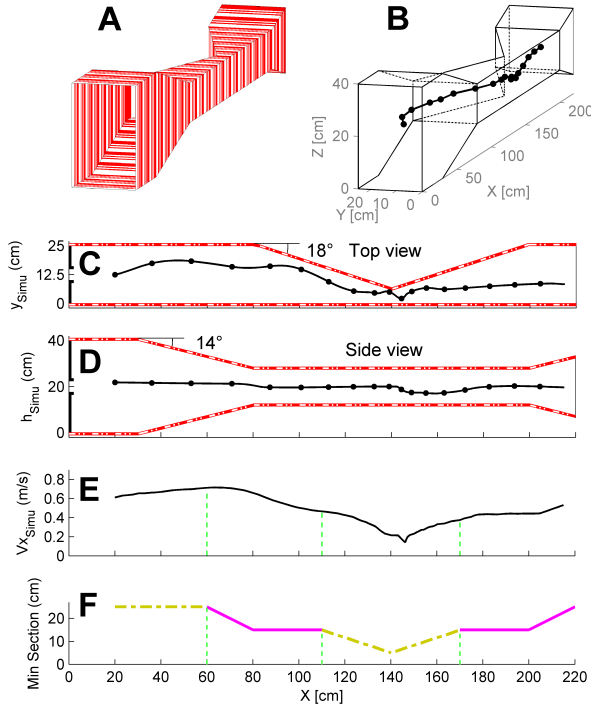 A
B
40
20
0
Z [cm]
20
10
0
Y [cm]
0
50
100
150
200
X [cm]
C
25
12.5
0
ySimu (cm)
18°
Top view
D
40
20
0
hSimu (cm)
14°
Side view
E
0.8
0.6
0.4
0.2
0
VxSimu (m/s)
F
20
10
0
Min Section (cm)
0 20 40 60 80 100 120 140 160 180 200 220
X [cm]